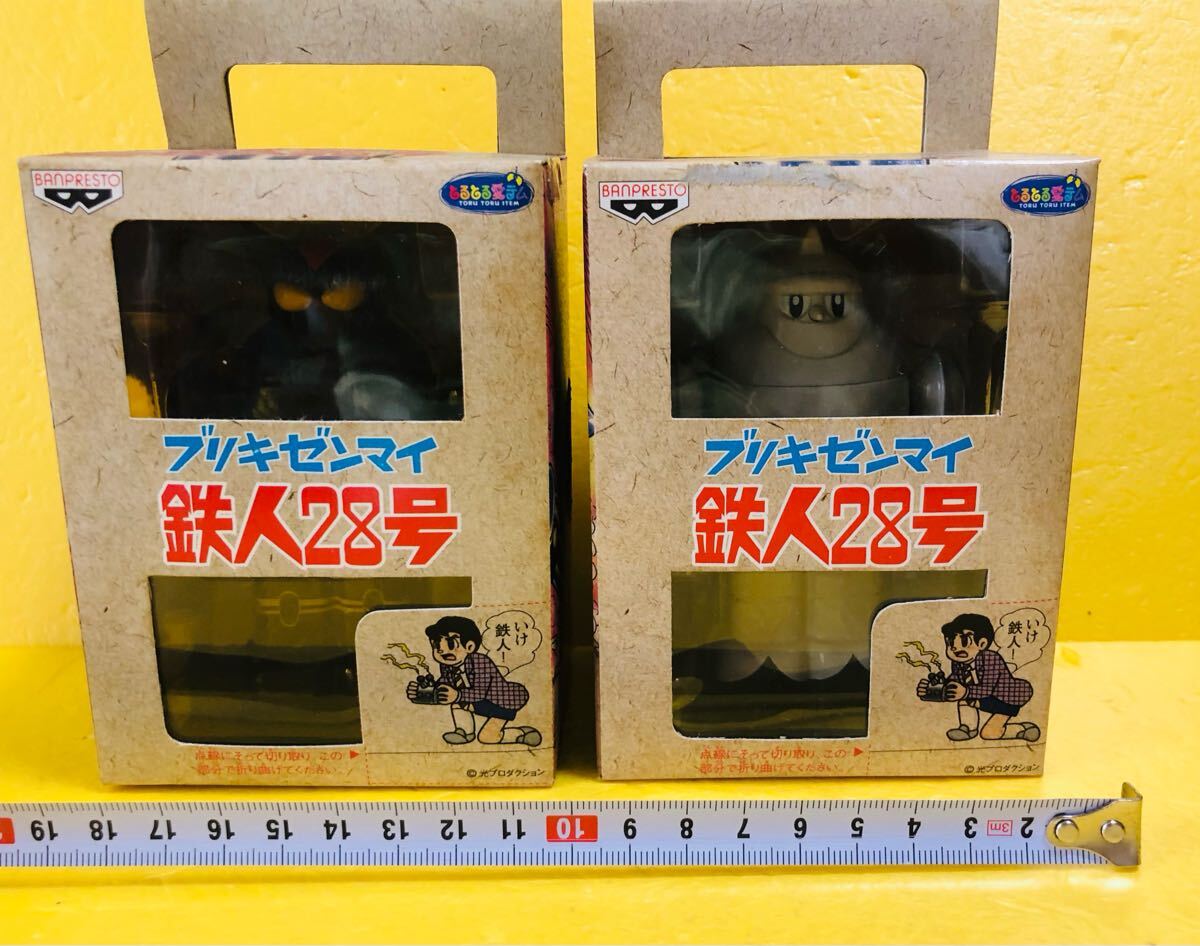 BANPRESTO
とるとる愛テム
TORU TORU ITEM
ブリキゼンマイ
鉄人28号
いけ
鉄人!
点線にそって切り取り、この
部分で折り曲げてください。
©光プロダクション
BANPRESTO
とるとる愛テム
TORU TORU ITEM
ブリキゼンマイ
鉄人28号
いけ
鉄人!
点線にそって切り取り、この
部分で折り曲げてください。
©光プロダクション
19 18 17 16 15 14 13 12 11 10 9 8 7 6 5 4 3 3m 2